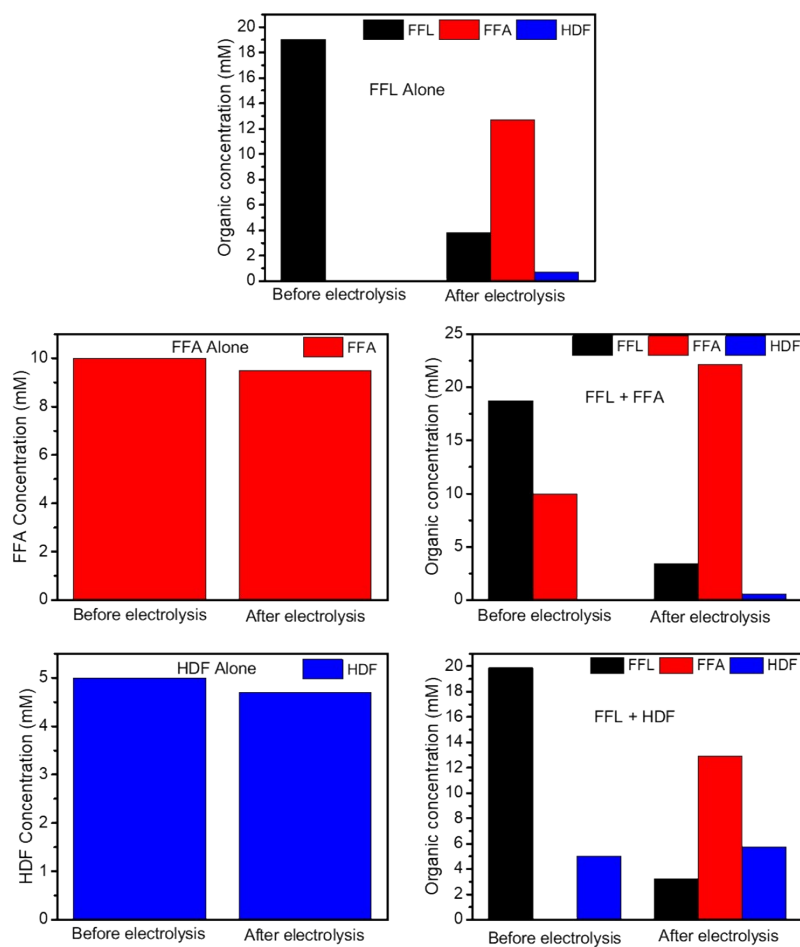 FFL FFA HDF
FFL Alone
Organic concentration (mM)
20
18
16
14
12
10
8
6
4
2
0
Before electrolysis After electrolysis
FFA Alone FFA
FFA Concentration (mM)
10
8
6
4
2
0
Before electrolysis After electrolysis
FFL FFA HDF
FFL + FFA
Organic concentration (mM)
25
20
15
10
5
0
Before electrolysis After electrolysis
HDF Alone HDF
HDF Concentration (mM)
5
4
3
2
1
0
Before electrolysis After electrolysis
FFL FFA HDF
FFL + HDF
Organic concentration (mM)
20
18
16
14
12
10
8
6
4
2
0
Before electrolysis After electrolysis